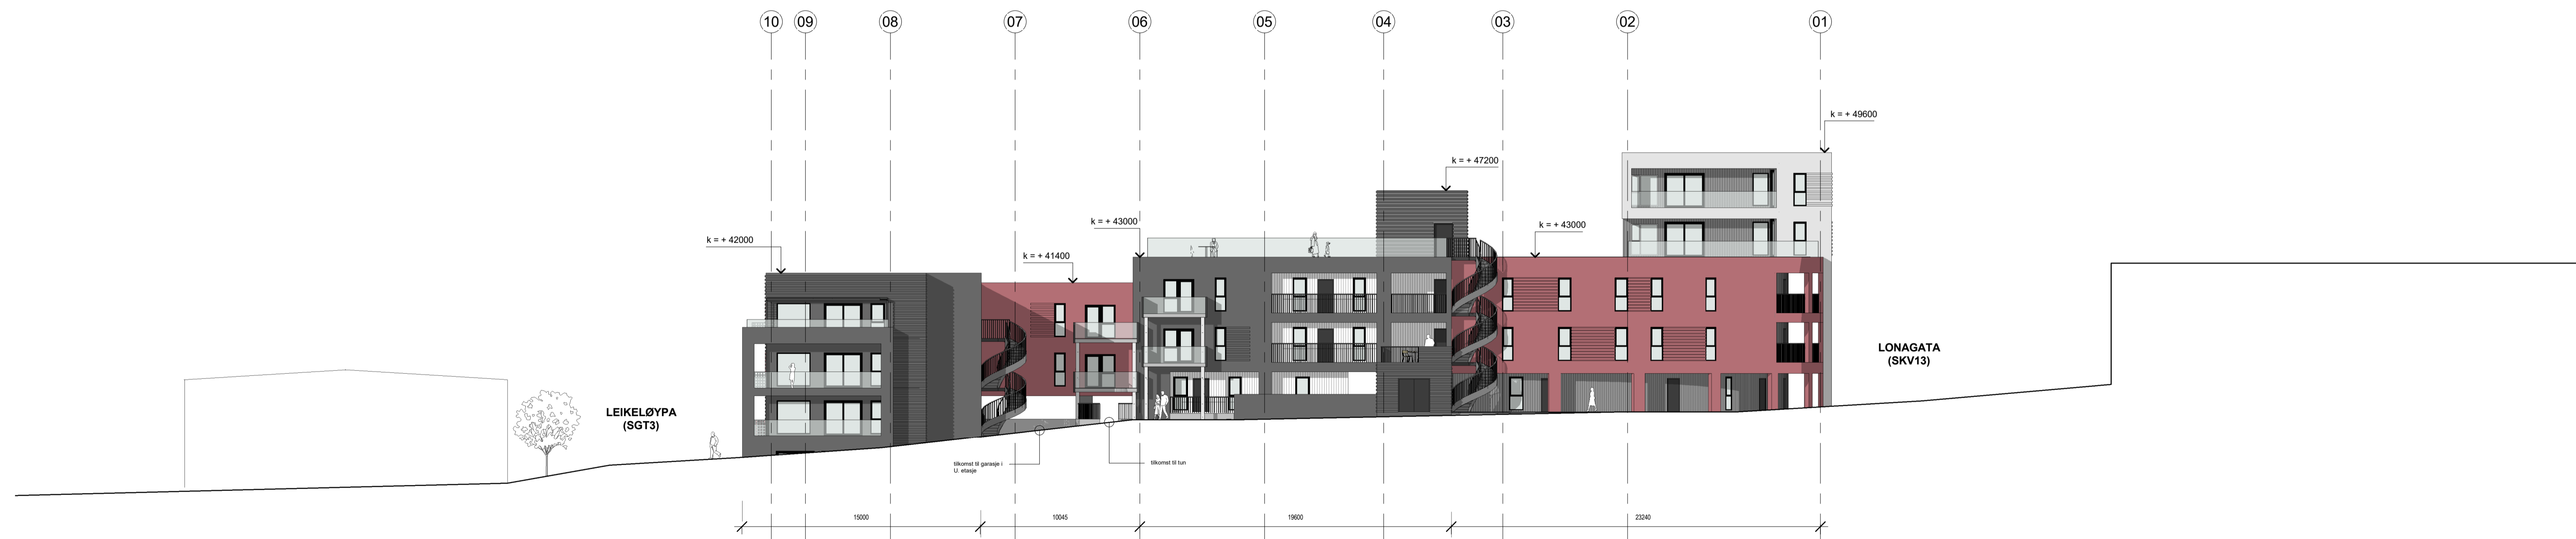 10 09 08 07 06 05 04 03 02 01
k = + 49600
k = + 47200
k = + 43000
k = + 43000
k = + 42000
k = + 41400
LONAGATA
(SKV13)
LEIKELØYPA
(SGT3)
tilkomst til garasje i
U. etasje
tilkomst til tun
15000 10045 19600 23240